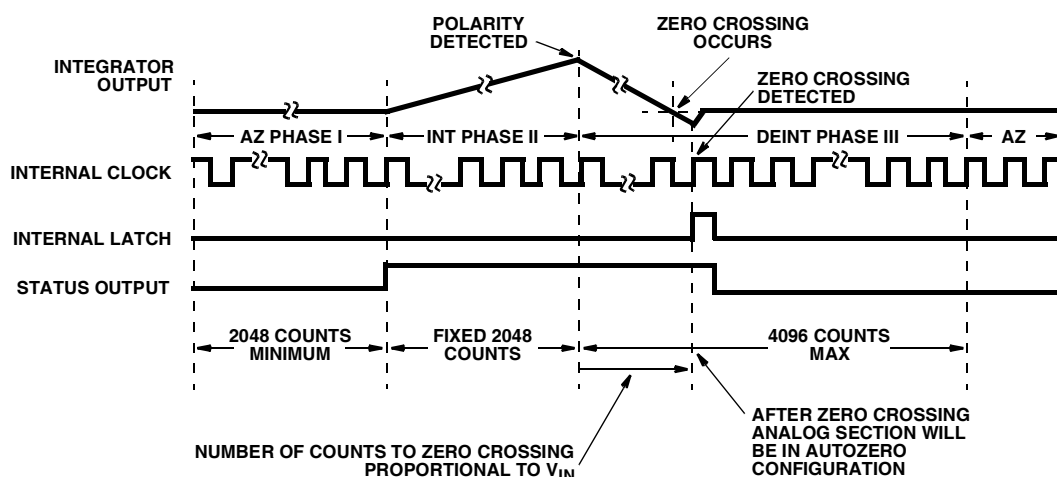 POLARITY
DETECTED
ZERO CROSSING
OCCURS
INTEGRATOR
OUTPUT
ZERO CROSSING
DETECTED
AZ PHASE I
INT PHASE II
DEINT PHASE III
AZ
INTERNAL CLOCK
INTERNAL LATCH
STATUS OUTPUT
2048 COUNTS
MINIMUM
FIXED 2048
COUNTS
4096 COUNTS
MAX
NUMBER OF COUNTS TO ZERO CROSSING
PROPORTIONAL TO VIN
AFTER ZERO CROSSING
ANALOG SECTION WILL
BE IN AUTOZERO
CONFIGURATION